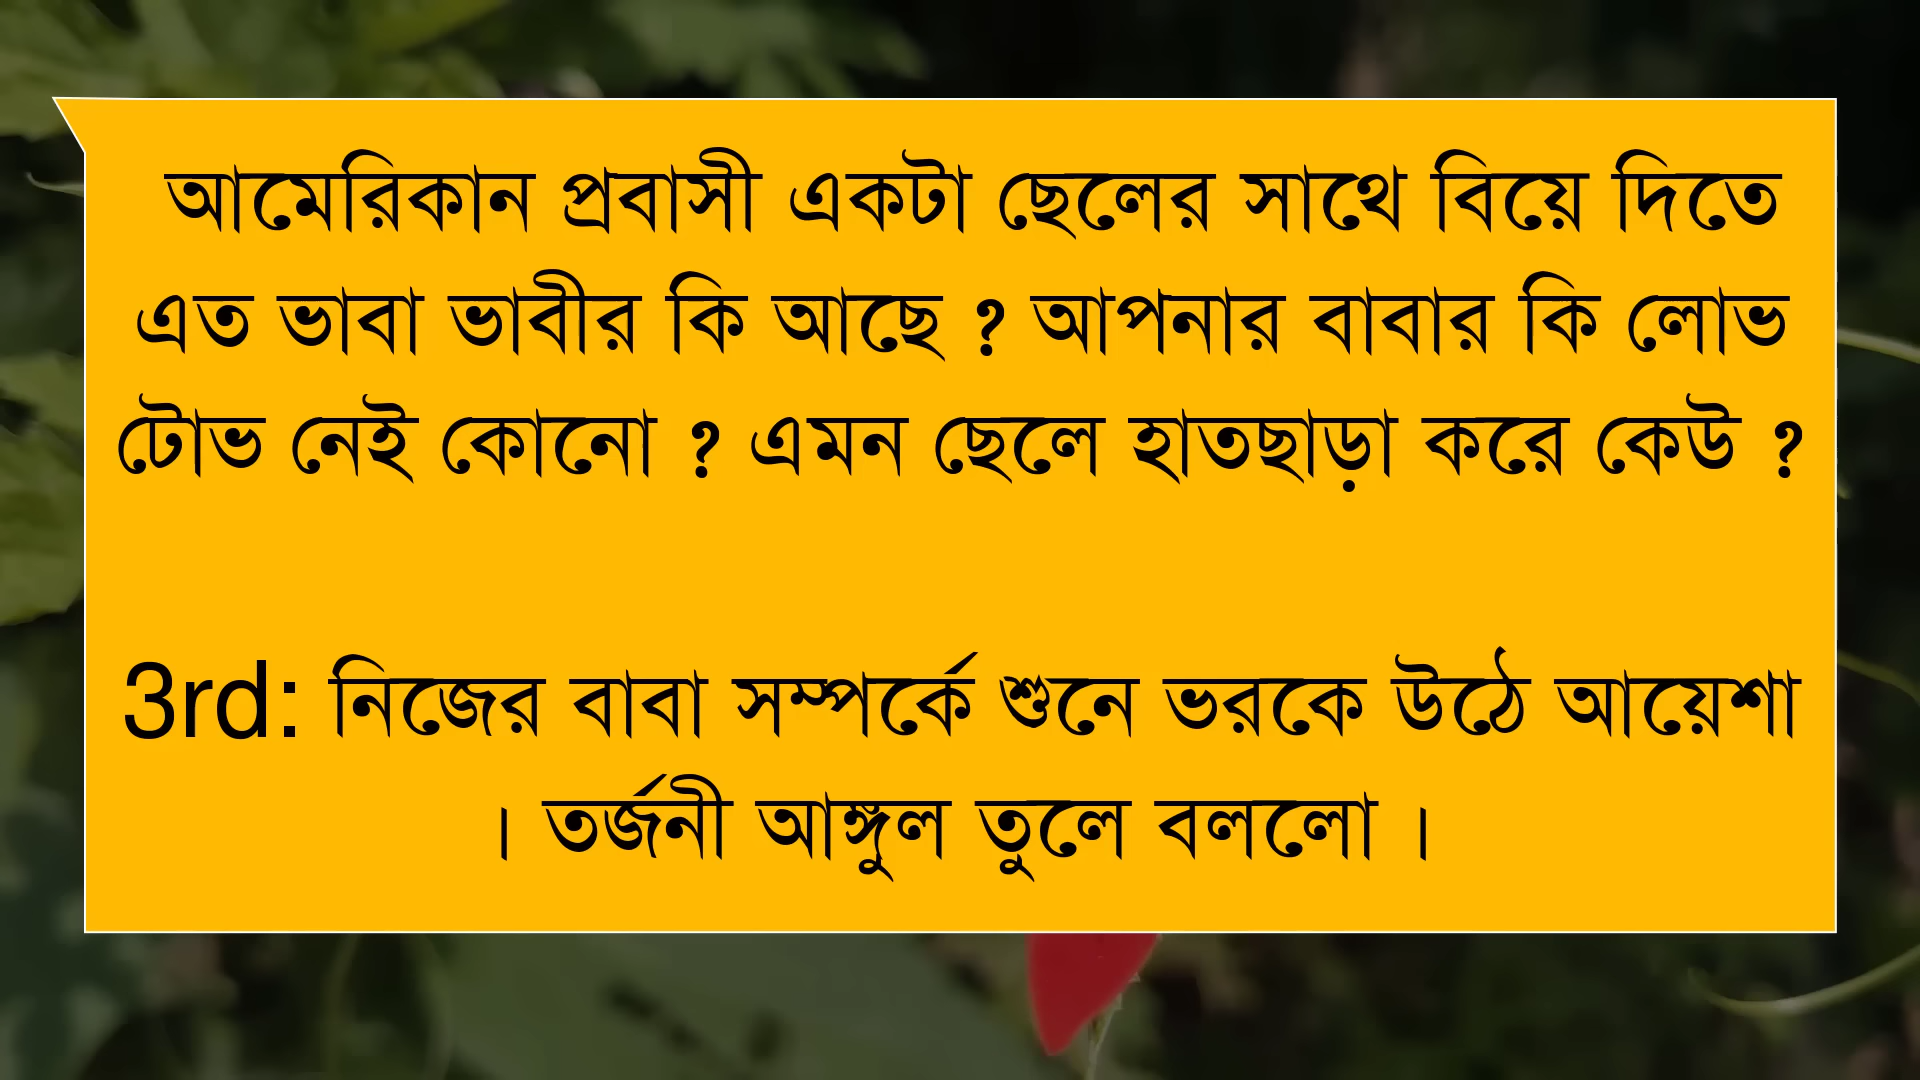 আমেরিকান প্রবাসী একটা ছেলের সাথে বিয়ে দিতে
এত ভাবা ভাবীর কি আছে ? আপনার বাবার কি লোভ
টোভ নেই কোনো ? এমন ছেলে হাতছাড়া করে কেউ ?
3rd: নিজের বাবা সম্পর্কে শুনে ভরকে উঠে আয়েশা
। তর্জনী আঙ্গুল তুলে বললো ।